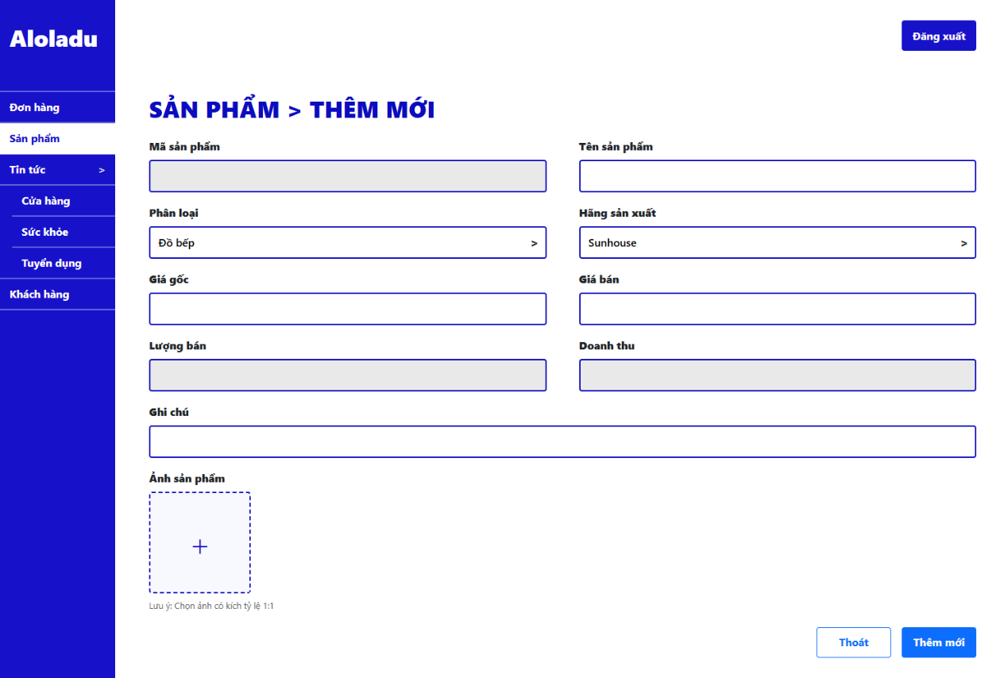 Aloladu
Đăng xuất
Đơn hàng
Sản phẩm
Tin tức >
Cửa hàng
Sức khỏe
Tuyển dụng
Khách hàng
SẢN PHẨM > THÊM MỚI
Mã sản phẩm
Tên sản phẩm
Phân loại
Hãng sản xuất
Đồ bếp >
Sunhouse >
Giá gốc
Giá bán
Lượng bán
Doanh thu
Ghi chú
Ảnh sản phẩm
+
Lưu ý: Chọn ảnh có kích tỷ lệ 1:1
Thoát
Thêm mới